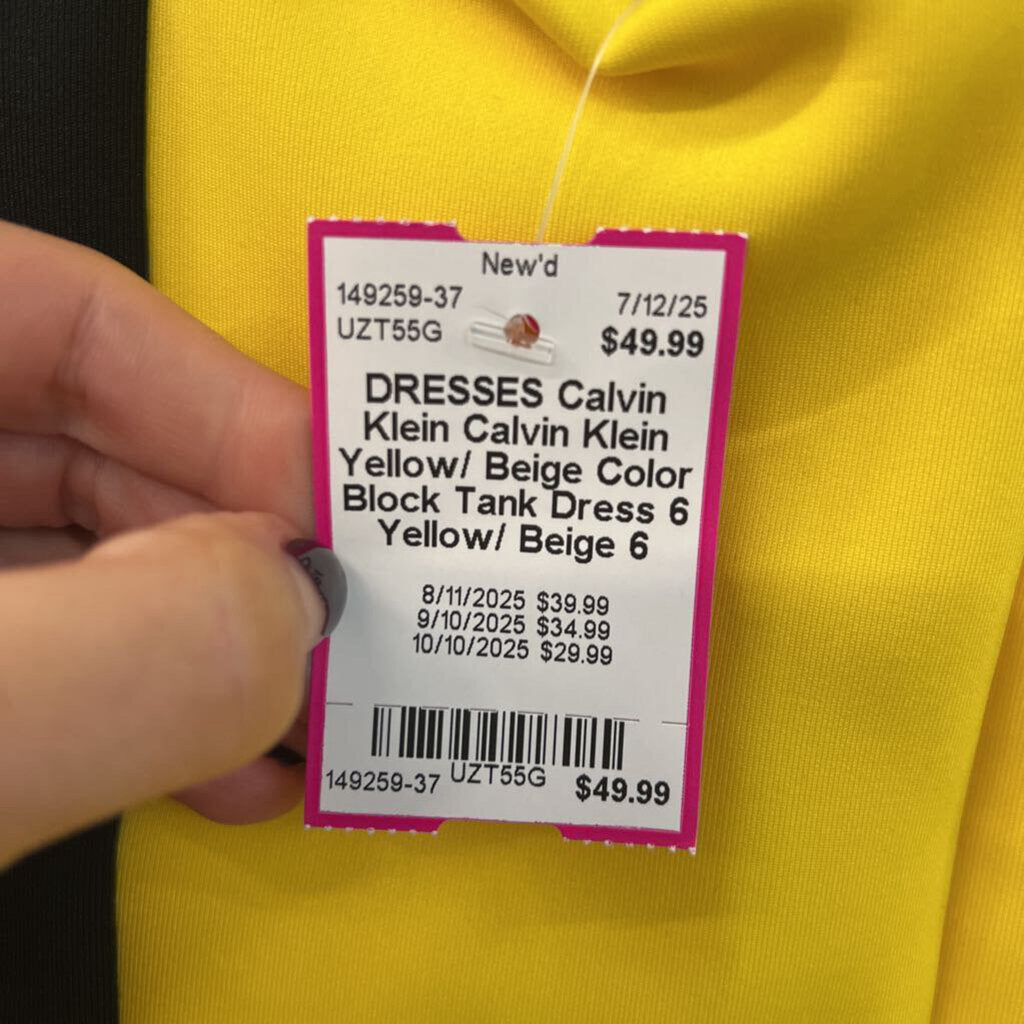 New'd
149259-37 7/12/25
UZT55G $49.99
DRESSES Calvin
Klein Calvin Klein
Yellow/ Beige Color
Block Tank Dress 6
Yellow/ Beige 6
8/11/2025 $39.99
9/10/2025 $34.99
10/10/2025 $29.99
149259-37 UZT55G $49.99